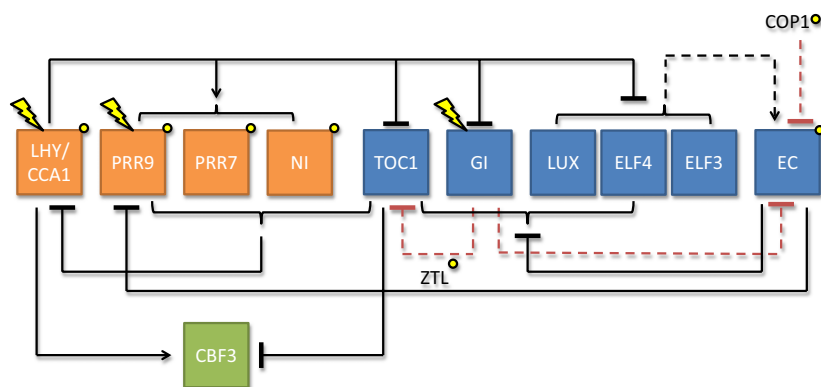 COP1
LHY/
CCA1
PRR9
PRR7
NI
TOC1
GI
LUX
ELF4
ELF3
EC
ZTL
CBF3